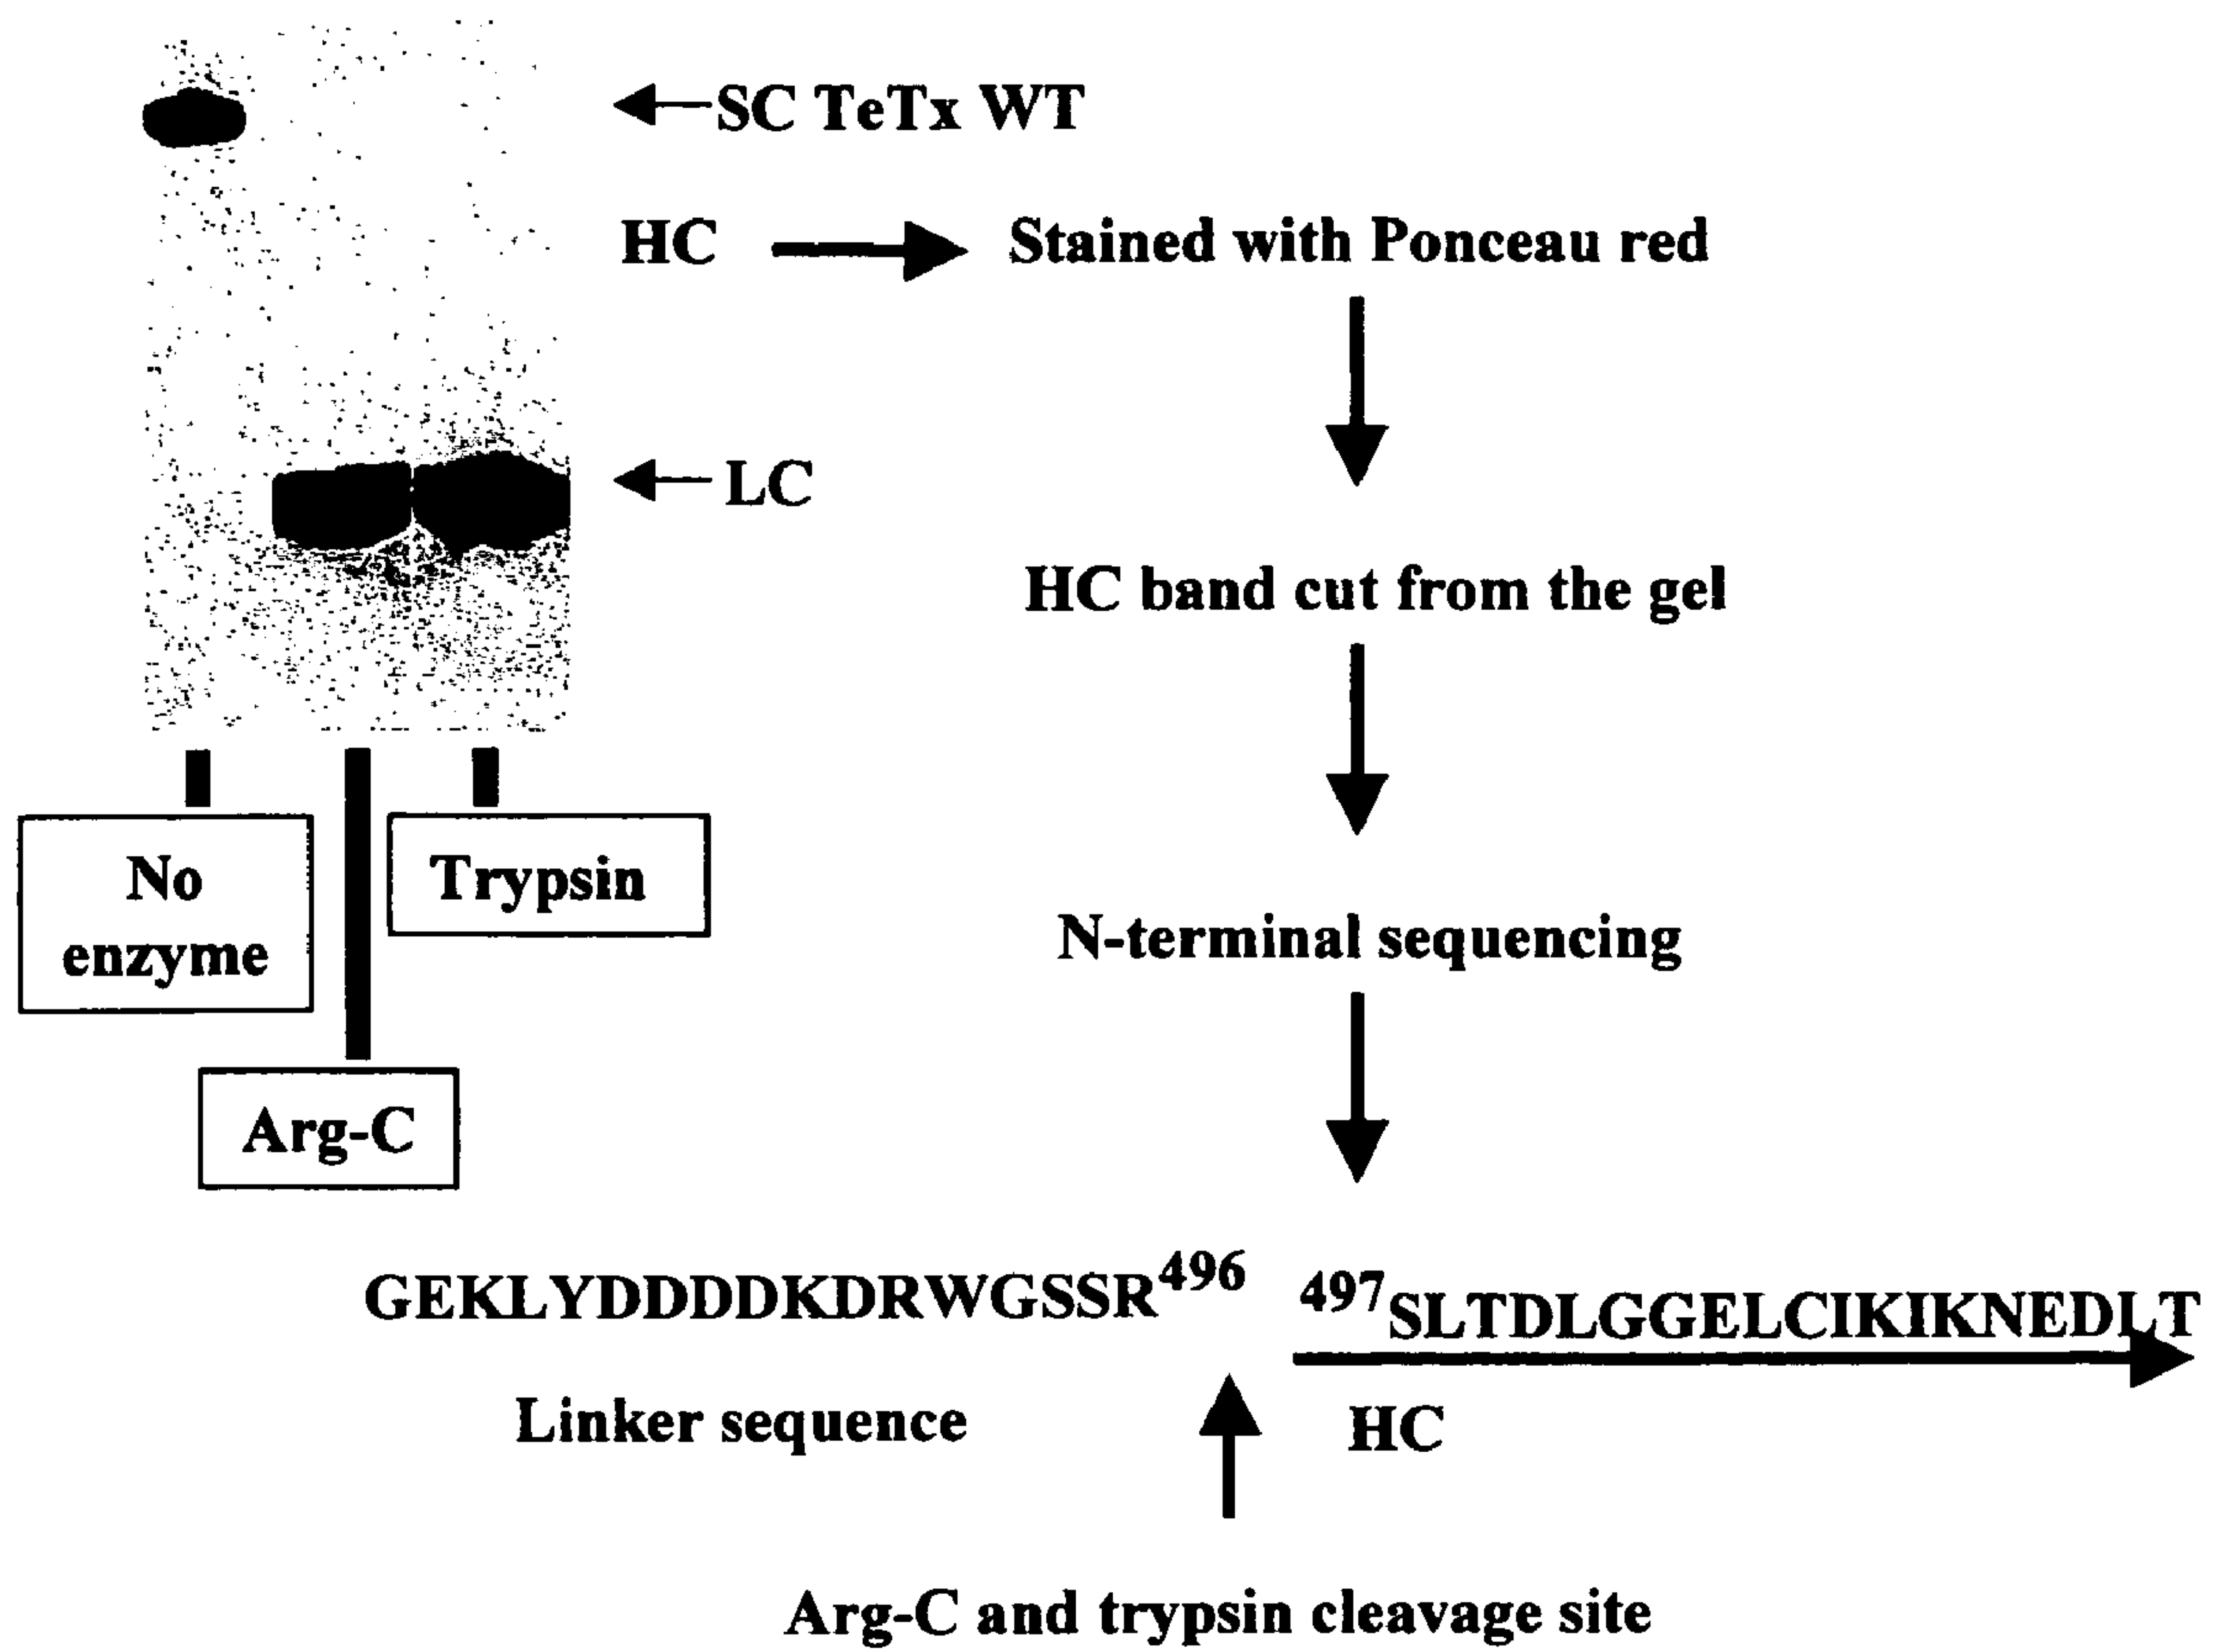 SC TeTx WT
HC
Stained with Ponceau red
LC
HC band cut from the gel
No
enzyme
Trypsin
N-terminal sequencing
Arg-C
GEKLYDDDDKDRWGSSR496 497SLTDLGGELCIKIKNEDLT
Linker sequence
HC
Arg-C and trypsin cleavage site